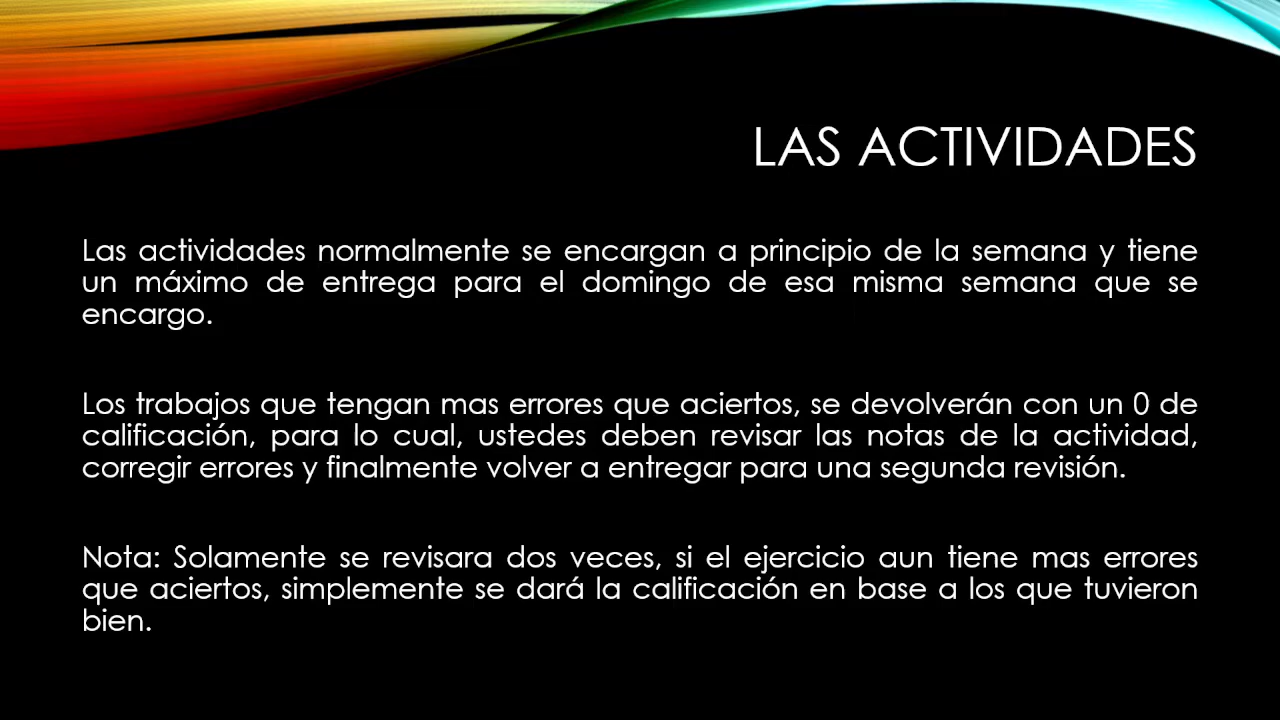 LAS ACTIVIDADES
Las actividades normalmente se encargan a principio de la semana y tiene
un máximo de entrega para el domingo de esa misma semana que se
encargo.
Los trabajos que tengan mas errores que aciertos, se devolverán con un 0 de
calificación, para lo cual, ustedes deben revisar las notas de la actividad,
corregir errores y finalmente volver a entregar para una segunda revisión.
Nota: Solamente se revisara dos veces, si el ejercicio aun tiene mas errores
que aciertos, simplemente se dará la calificación en base a los que tuvieron
bien.